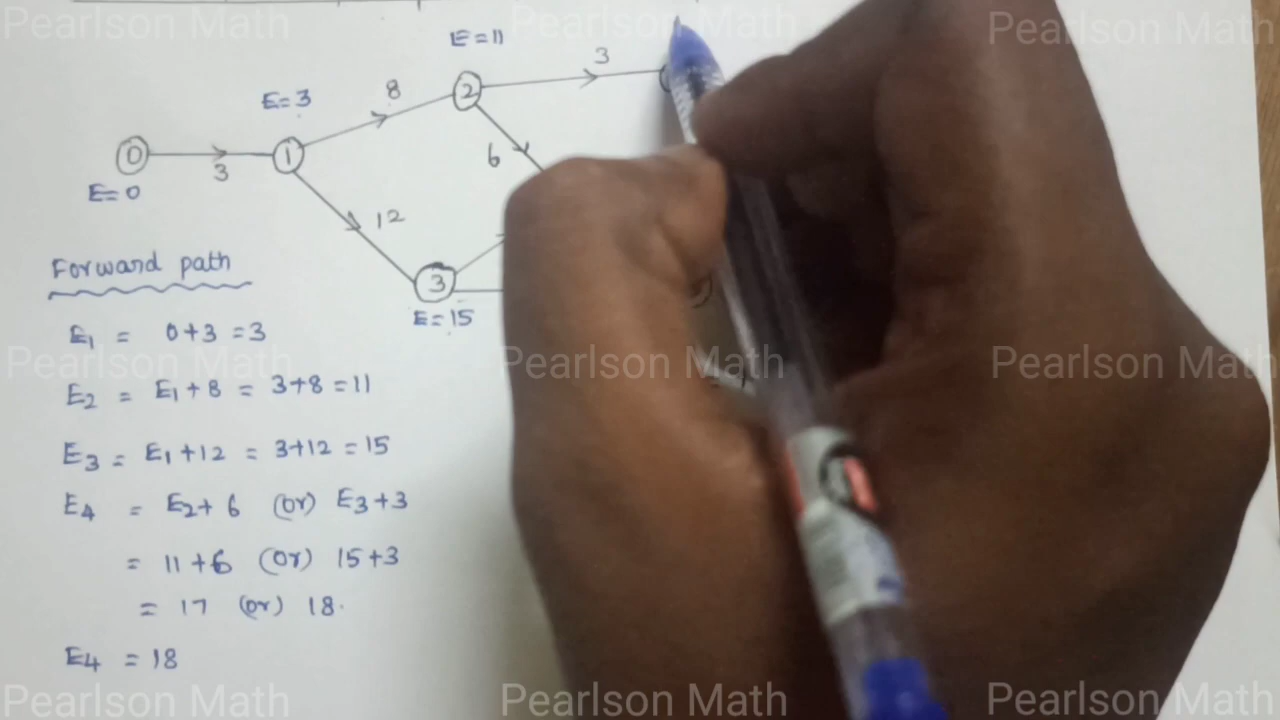 Pearlson Math Pearlson Math Pearlson Math
E=11
3
E=3
8
2
0
3
1
6
E=0
12
Forward path
3
E=15
E1 = 0+3 = 3
Pearlson Math Pearlson Math Pearlson Math
E2 = E1+8 = 3+8 = 11
E3 = E1+12 = 3+12 = 15
E4 = E2+6 (or) E3+3
= 11+6 (or) 15+3
= 17 (or) 18.
E4 = 18
Pearlson Math Pearlson Math Pearlson Math